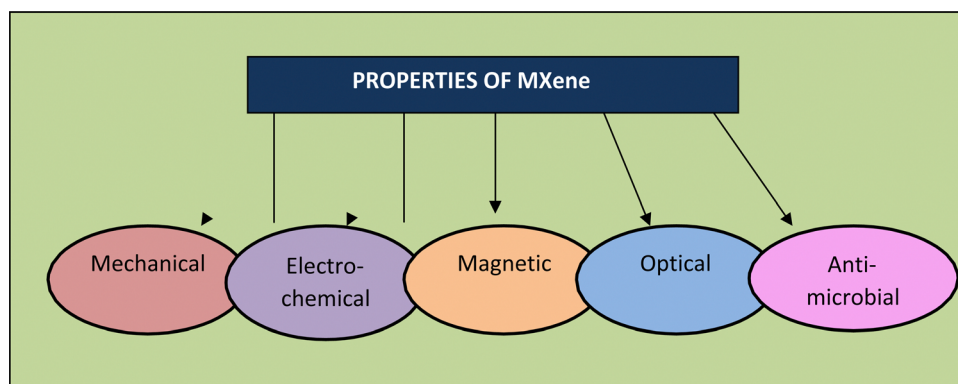 PROPERTIES OF MXene
Mechanical
Electro-
chemical
Magnetic
Optical
Anti-
microbial